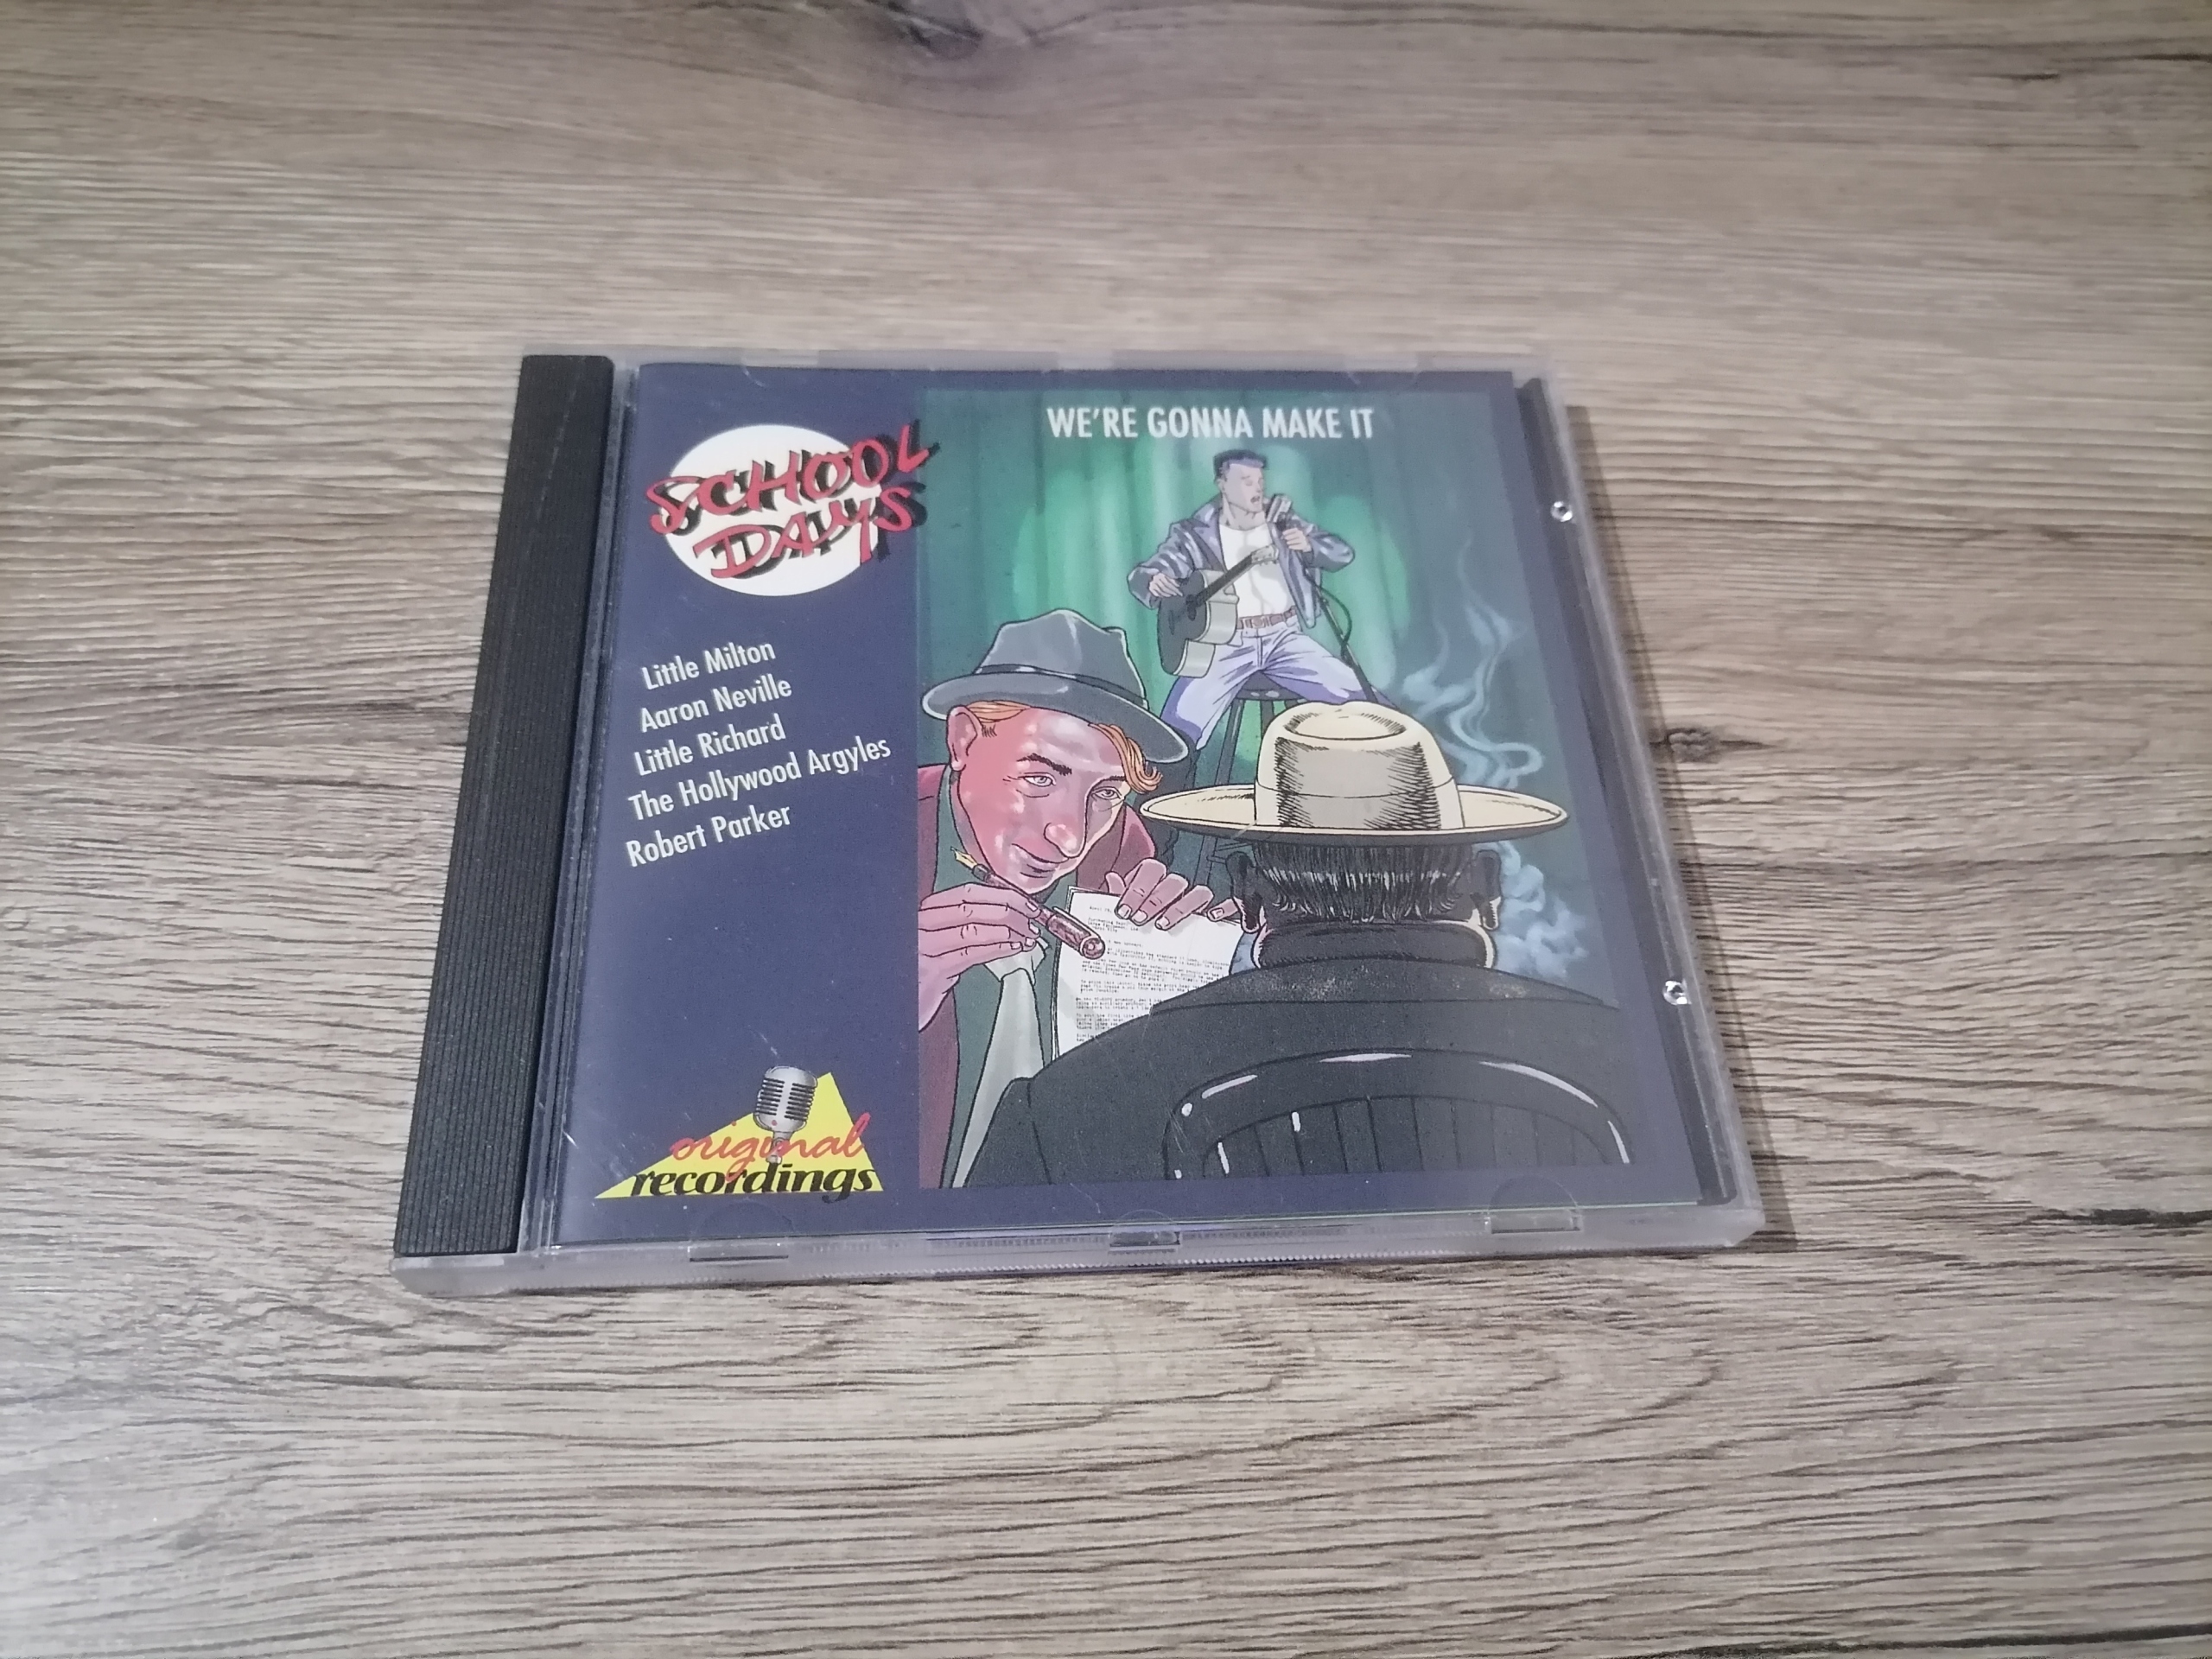 SCHOOL
DAYS
WE'RE GONNA MAKE IT
Little Milton
Aaron Neville
Little Richard
The Hollywood Argyles
Robert Parker
original
recordings